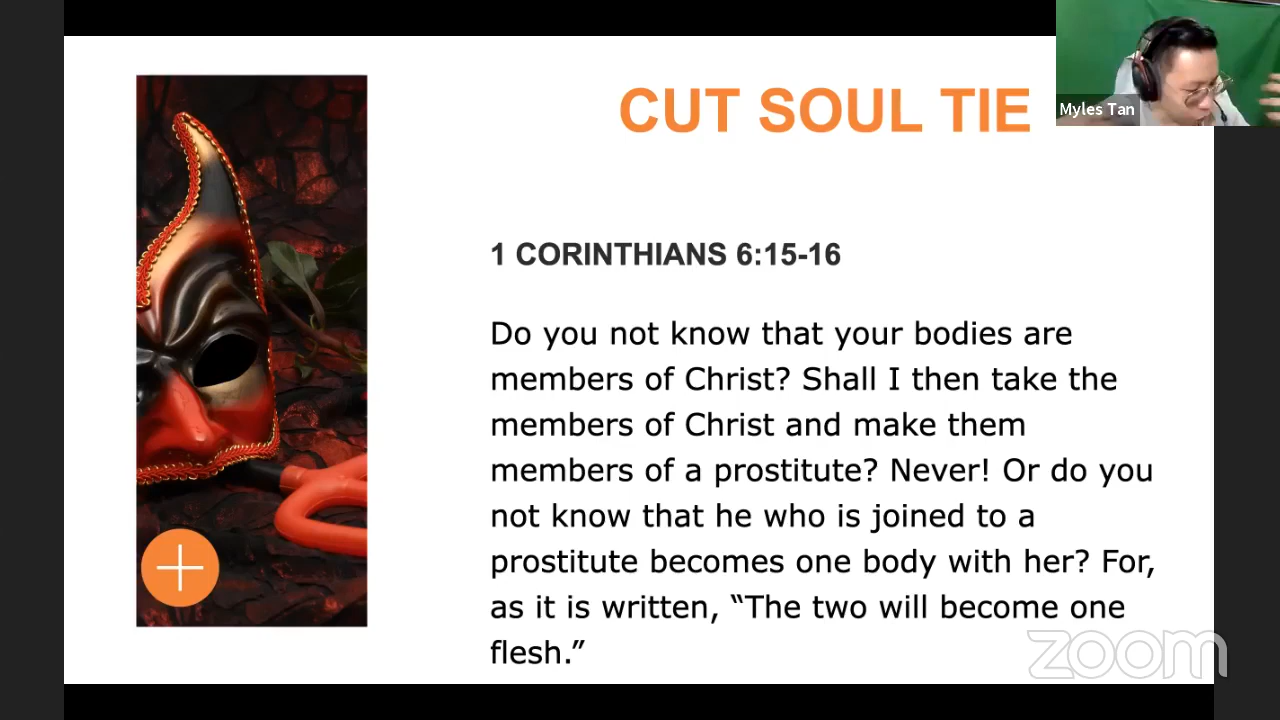 CUT SOUL TIE
Myles Tan
1 CORINTHIANS 6:15-16
Do you not know that your bodies are
members of Christ? Shall I then take the
members of Christ and make them
members of a prostitute? Never! Or do you
not know that he who is joined to a
prostitute becomes one body with her? For,
as it is written, “The two will become one
flesh.”
zoom